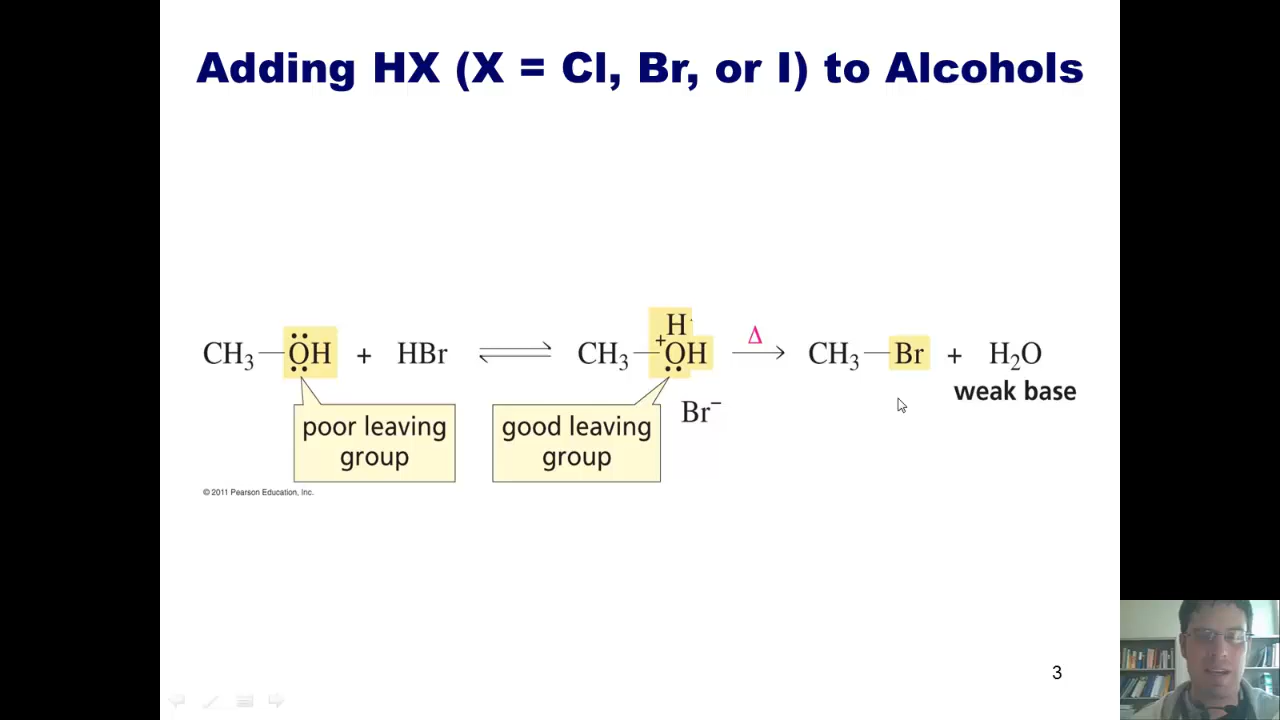 Adding HX (X = Cl, Br, or I) to Alcohols
H
Δ
CH₃—OH + HBr ⇌ CH₃—⁺OH → CH₃—Br + H₂O
weak base
Br⁻
poor leaving
group
good leaving
group
© 2011 Pearson Education, Inc.
3